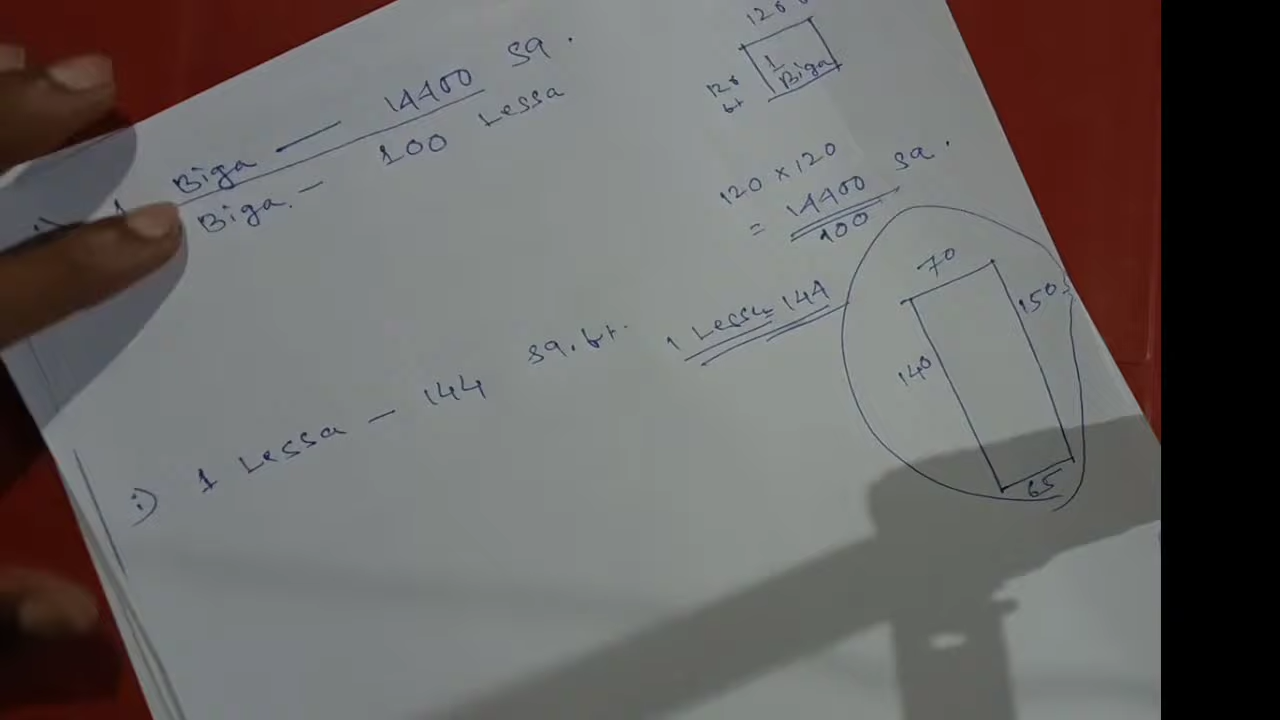 1 Biga — 14400 sq.
Biga. — 100 Lessa
i) 1 Lessa — 144 sq.ft.
120
120 ft
1 Biga
120 × 120
= 14400 sq.
100
1 Lessa = 144
70
150
140
65